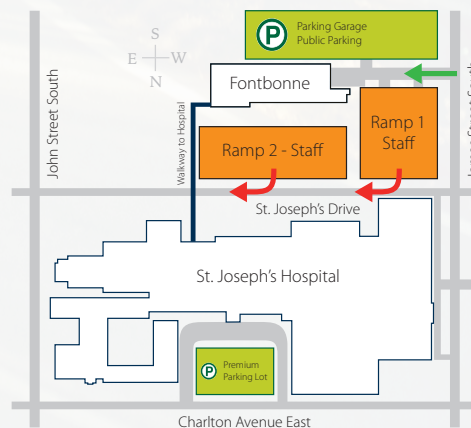 P
Parking Garage
Public Parking
S
E W
N
Fontbonne
John Street South
Walkway to Hospital
Ramp 1
Staff
Ramp 2 - Staff
St. Joseph's Drive
St. Joseph's Hospital
P
Premium
Parking Lot
Charlton Avenue East